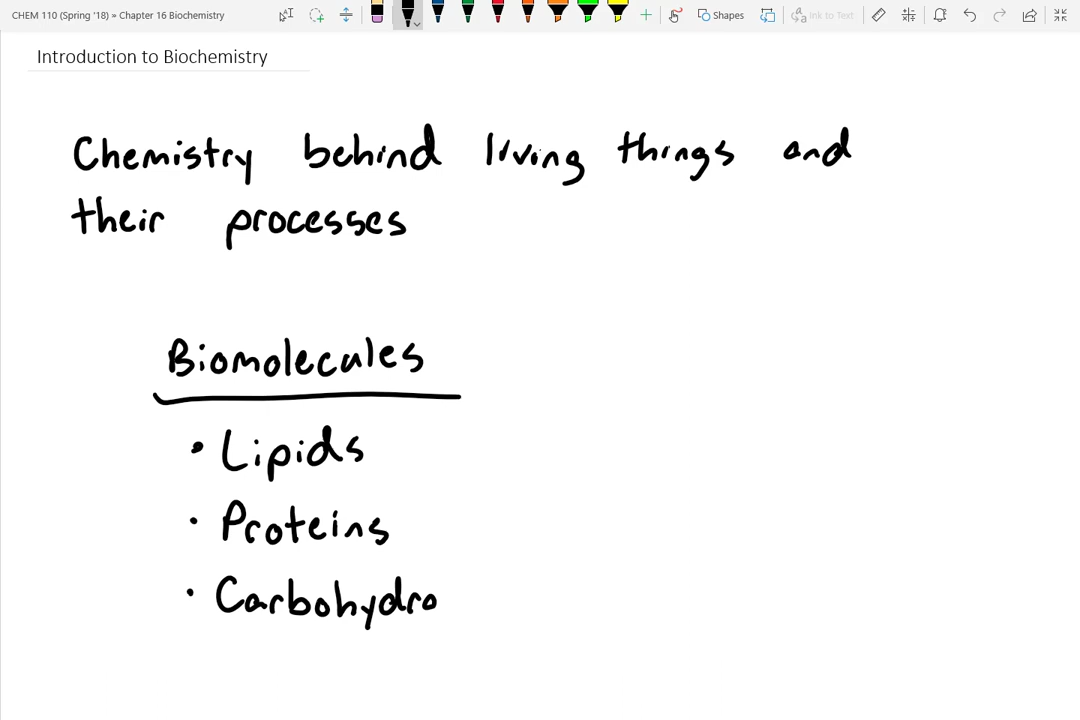 CHEM 110 (Spring '18) » Chapter 16 Biochemistry
Shapes
Ink to Text
Introduction to Biochemistry
Chemistry behind living things and
their processes
Biomolecules
• Lipids
• Proteins
• Carbohydro